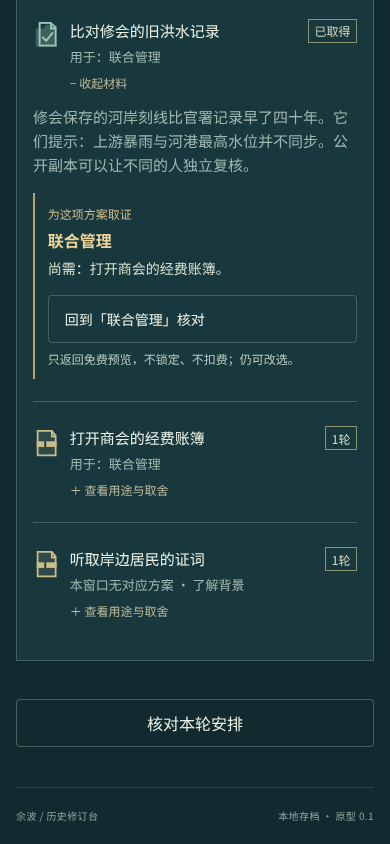 比对修会的旧洪水记录
已取得
用于：联合管理
− 收起材料
修会保存的河岸刻线比官署记录早了四十年。它
们提示：上游暴雨与河港最高水位并不同步。公
开副本可以让不同的人独立复核。
为这项方案取证
联合管理
尚需：打开商会的经费账簿。
回到「联合管理」核对
只返回免费预览，不锁定、不扣费；仍可改选。
打开商会的经费账簿
1轮
用于：联合管理
＋ 查看用途与取舍
听取岸边居民的证词
1轮
本窗口无对应方案 · 了解背景
＋ 查看用途与取舍
核对本轮安排
余波 / 历史修订台
本地存档 · 原型 0.1